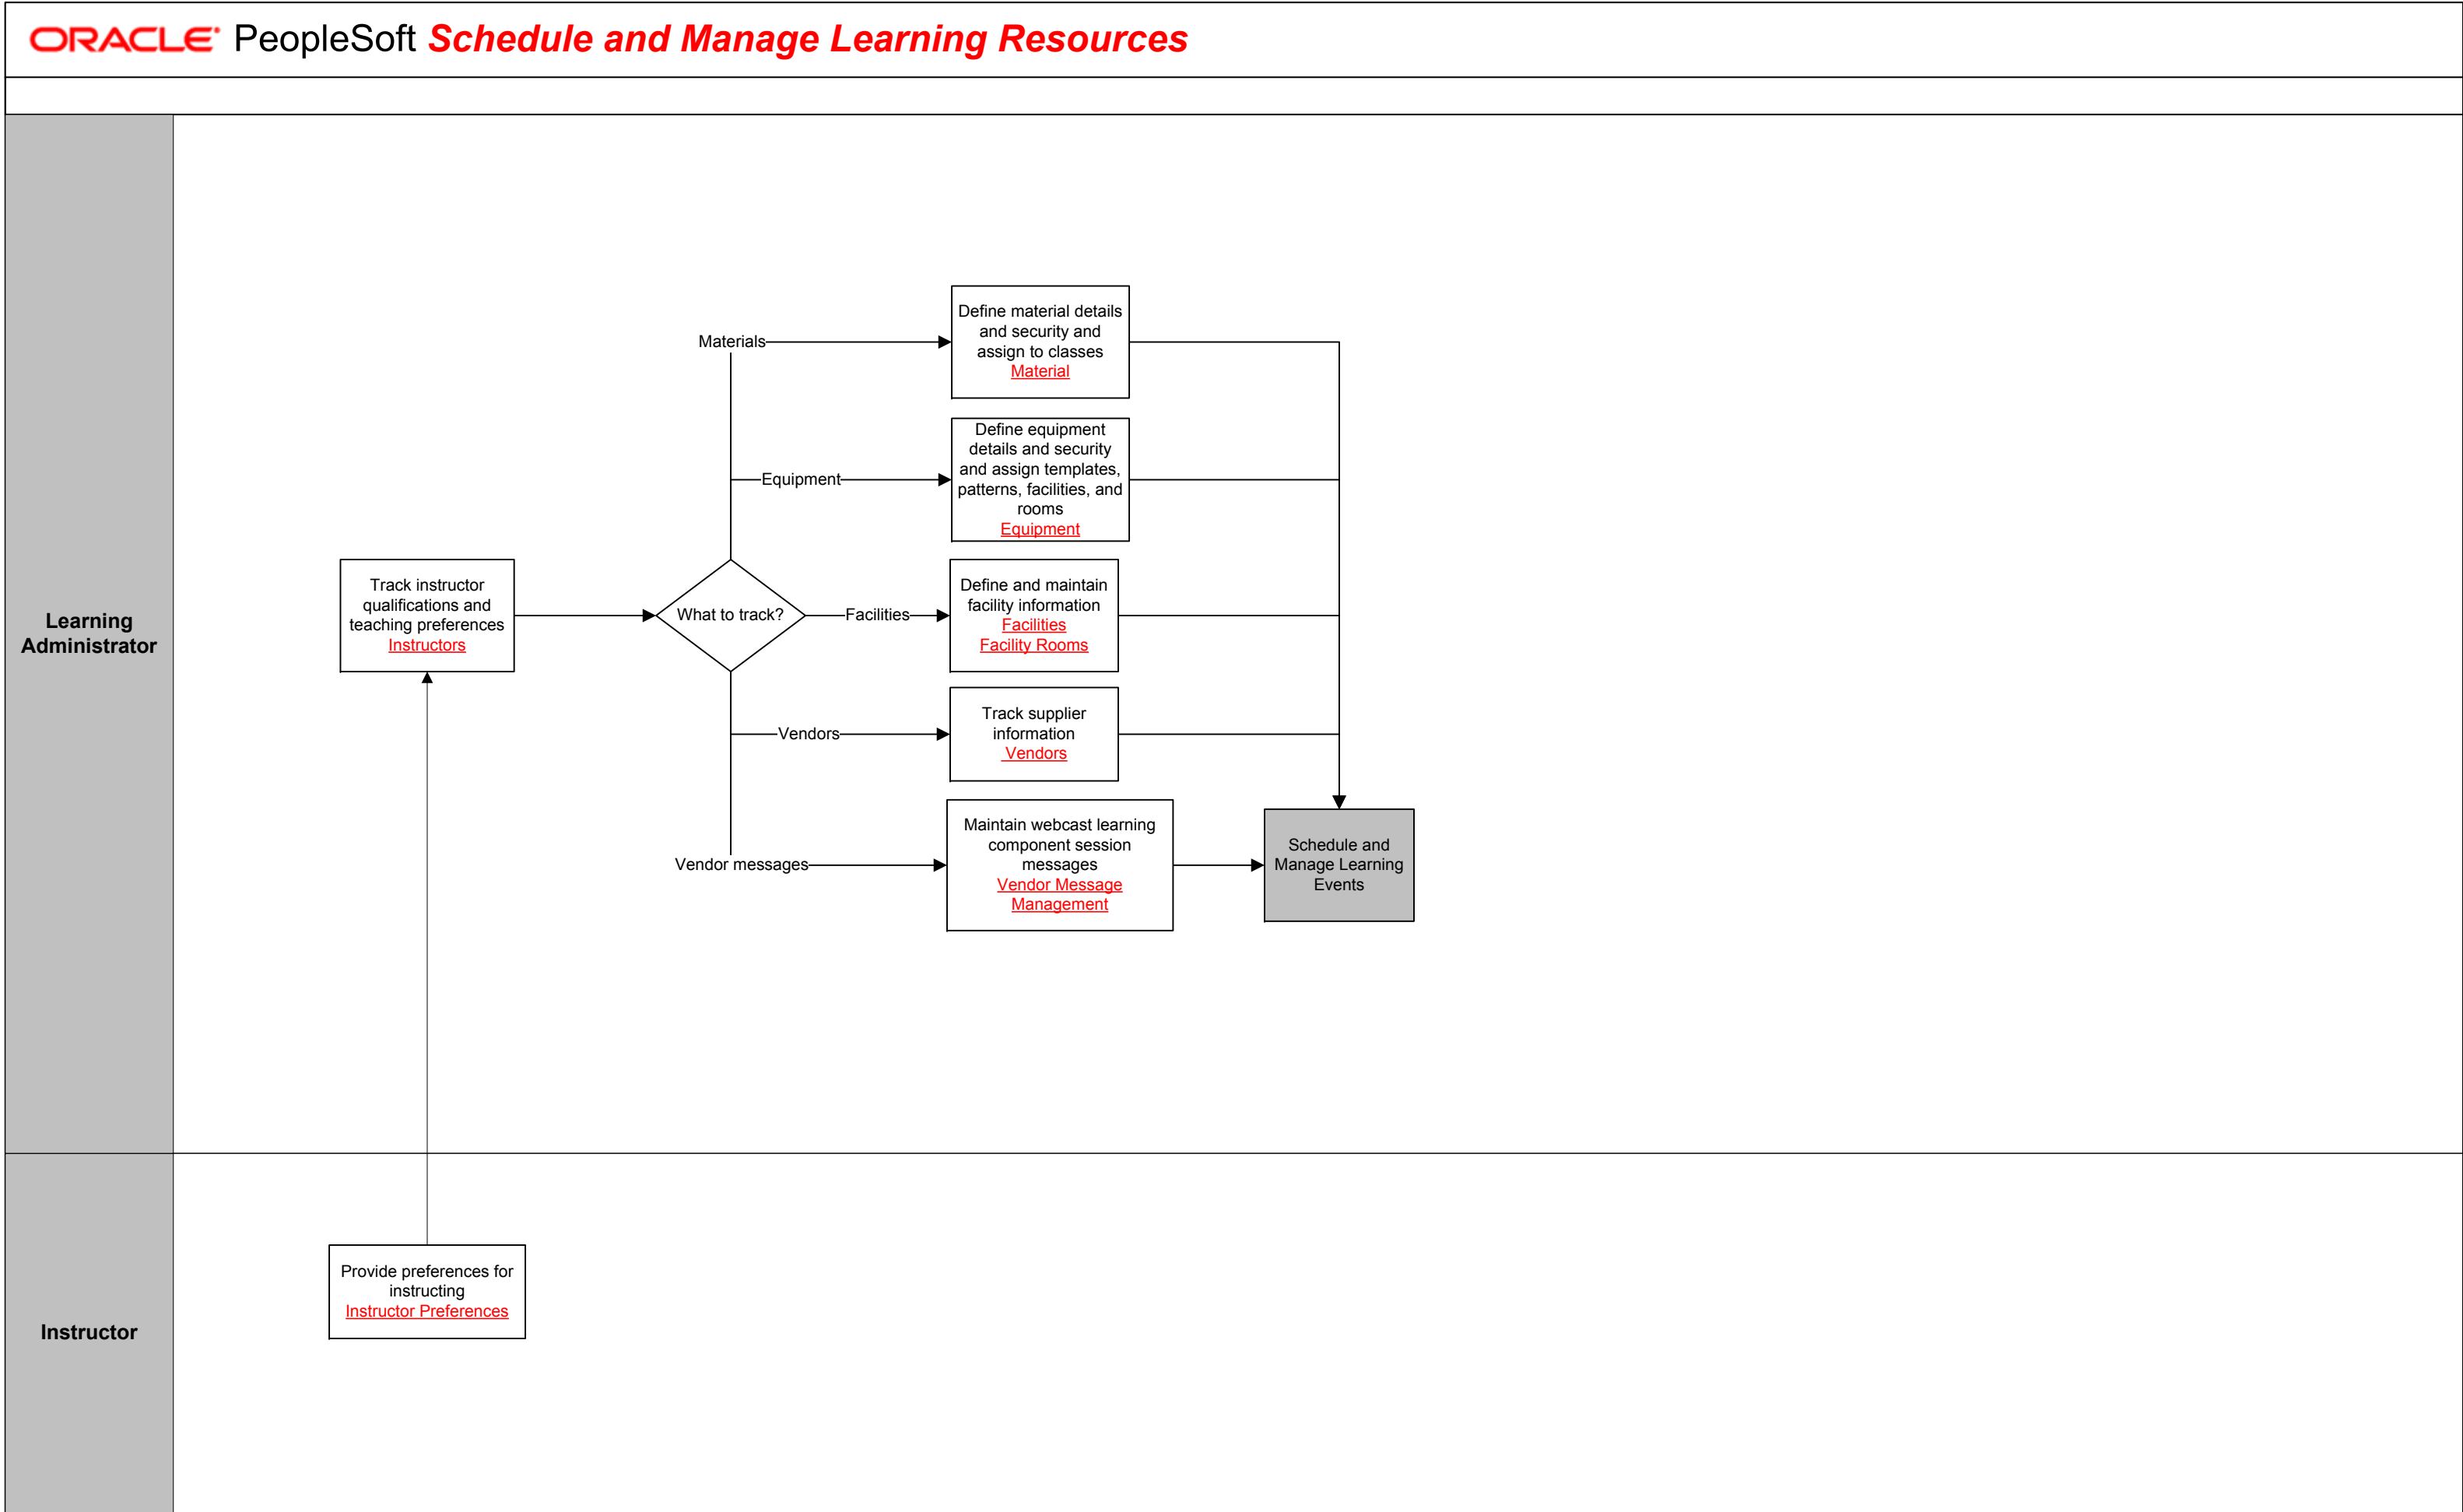 ORACLE PeopleSoft Schedule and Manage Learning Resources
Learning
Administrator
Track instructor
qualifications and
teaching preferences
Instructors
What to track?
Materials
Equipment
Facilities
Vendors
Vendor messages
Define material details
and security and
assign to classes
Material
Define equipment
details and security
and assign templates,
patterns, facilities, and
rooms
Equipment
Define and maintain
facility information
Facilities
Facility Rooms
Track supplier
information
Vendors
Maintain webcast learning
component session
messages
Vendor Message
Management
Schedule and
Manage Learning
Events
Instructor
Provide preferences for
instructing
Instructor Preferences